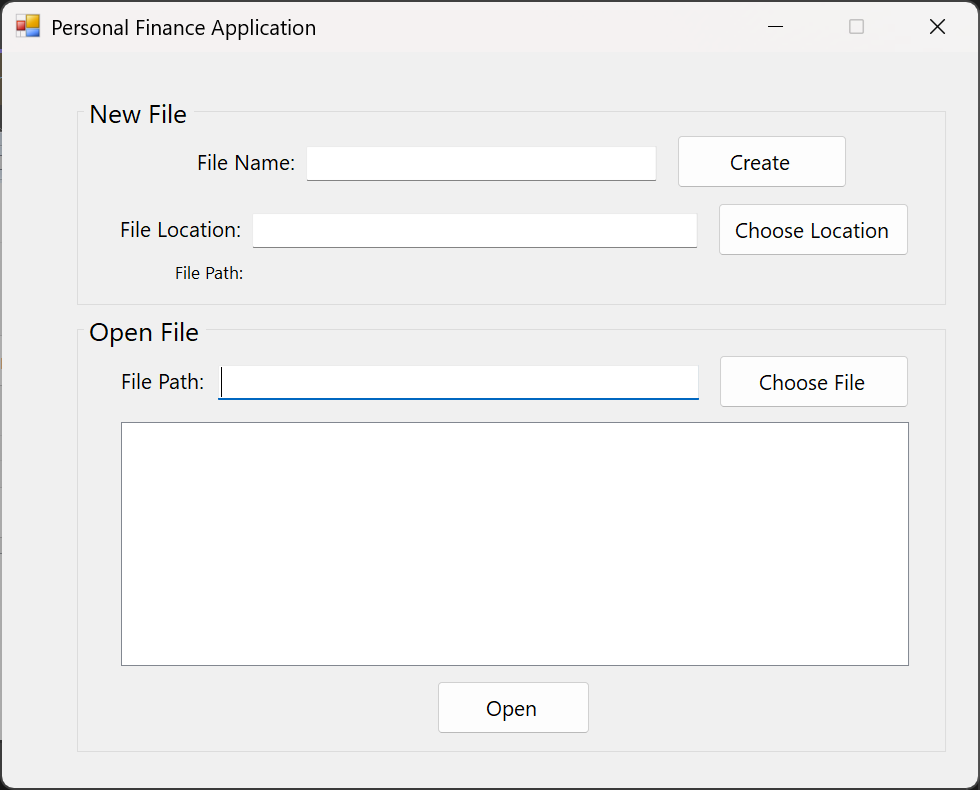 Personal Finance Application
New File
File Name:
Create
File Location:
Choose Location
File Path:
Open File
File Path:
Choose File
Open